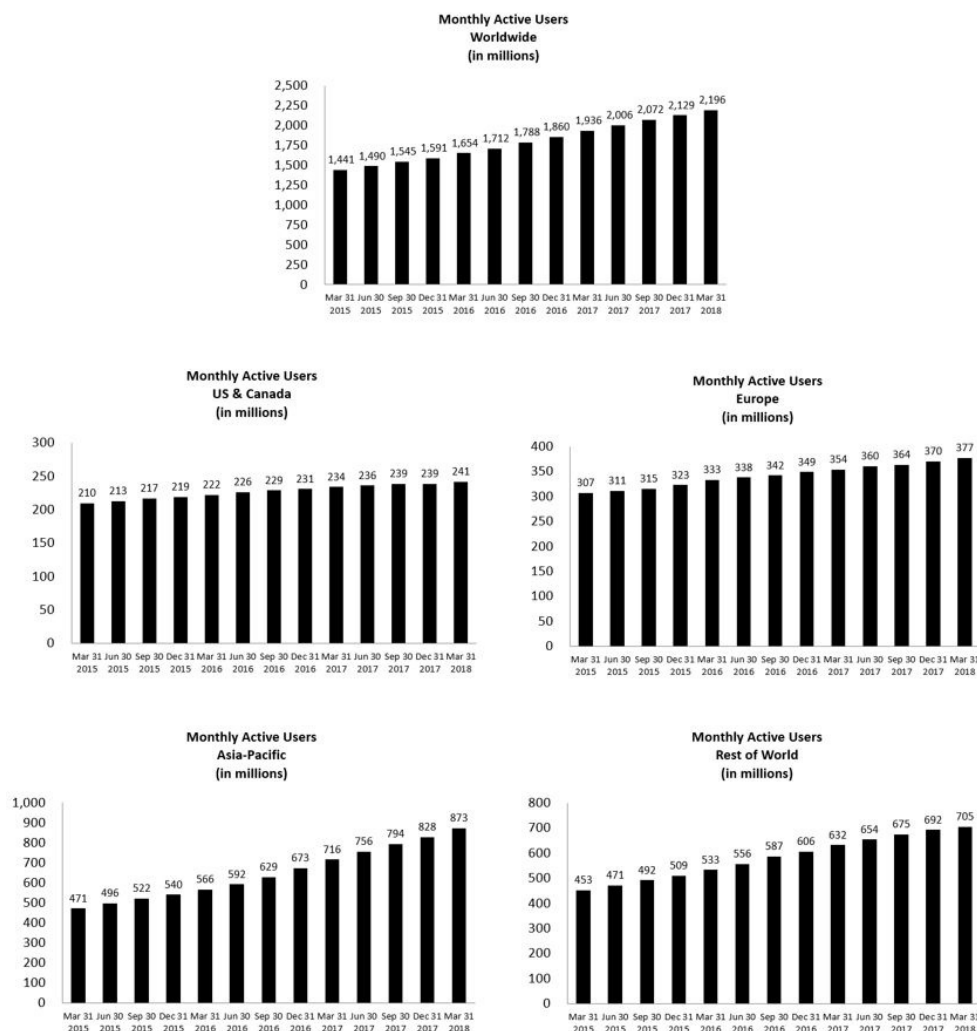 Monthly Active Users
Worldwide
(in millions)
2,500
2,250
2,000
1,750
1,500
1,250
1,000
750
500
250
0
1,441 1,490 1,545 1,591 1,654 1,712 1,788 1,860 1,936 2,006 2,072 2,129 2,196
Mar 31 Jun 30 Sep 30 Dec 31 Mar 31 Jun 30 Sep 30 Dec 31 Mar 31 Jun 30 Sep 30 Dec 31 Mar 31
2015 2015 2015 2015 2016 2016 2016 2016 2017 2017 2017 2017 2018
Monthly Active Users
US & Canada
(in millions)
300
250
200
150
100
50
0
210 213 217 219 222 226 229 231 234 236 239 239 241
Mar 31 Jun 30 Sep 30 Dec 31 Mar 31 Jun 30 Sep 30 Dec 31 Mar 31 Jun 30 Sep 30 Dec 31 Mar 31
2015 2015 2015 2015 2016 2016 2016 2016 2017 2017 2017 2017 2018
Monthly Active Users
Europe
(in millions)
400
350
300
250
200
150
100
50
0
307 311 315 323 333 338 342 349 354 360 364 370 377
Mar 31 Jun 30 Sep 30 Dec 31 Mar 31 Jun 30 Sep 30 Dec 31 Mar 31 Jun 30 Sep 30 Dec 31 Mar 31
2015 2015 2015 2015 2016 2016 2016 2016 2017 2017 2017 2017 2018
Monthly Active Users
Asia-Pacific
(in millions)
1,000
900
800
700
600
500
400
300
200
100
0
471 496 522 540 566 592 629 673 716 756 794 828 873
Mar 31 Jun 30 Sep 30 Dec 31 Mar 31 Jun 30 Sep 30 Dec 31 Mar 31 Jun 30 Sep 30 Dec 31 Mar 31
2015 2015 2015 2015 2016 2016 2016 2016 2017 2017 2017 2017 2018
Monthly Active Users
Rest of World
(in millions)
800
700
600
500
400
300
200
100
0
453 471 492 509 533 556 587 606 632 654 675 692 705
Mar 31 Jun 30 Sep 30 Dec 31 Mar 31 Jun 30 Sep 30 Dec 31 Mar 31 Jun 30 Sep 30 Dec 31 Mar 31
2015 2015 2015 2015 2016 2016 2016 2016 2017 2017 2017 2017 2018